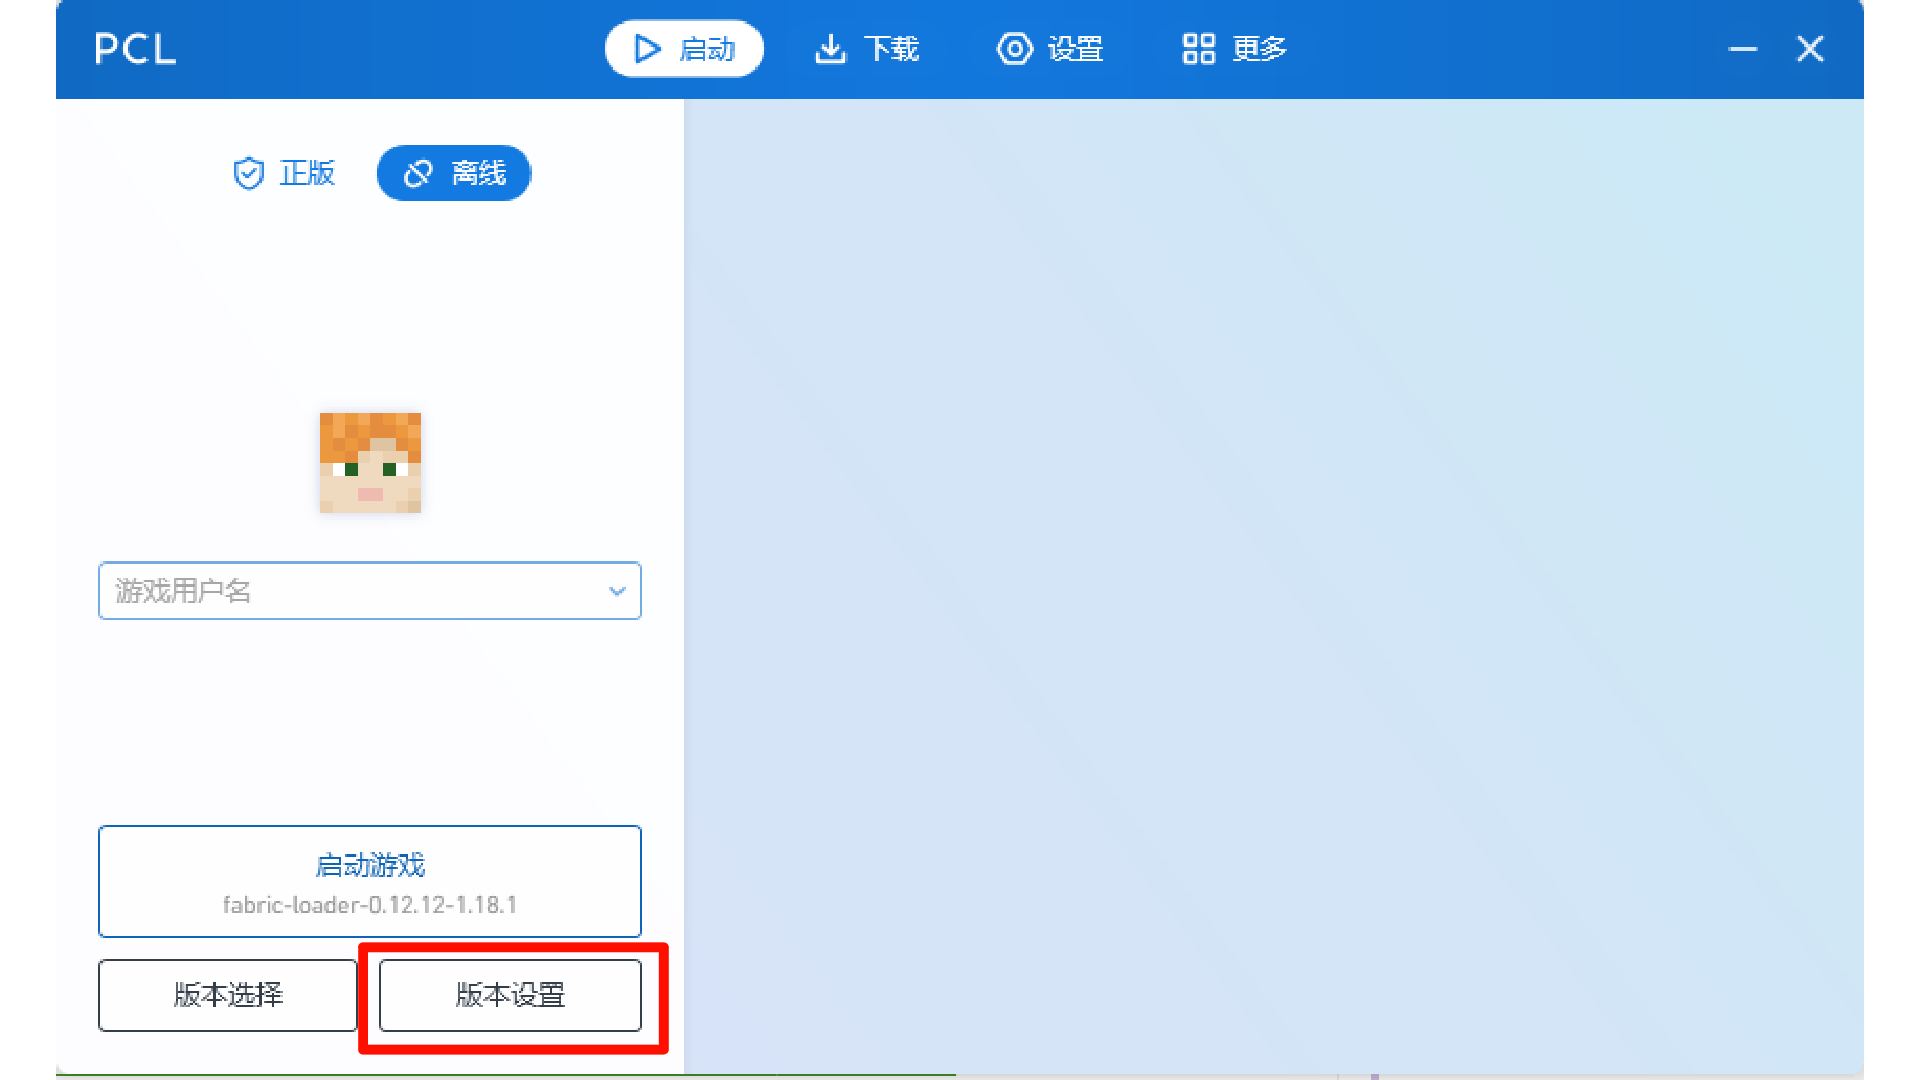 PCL
启动
下载
设置
更多
正版
离线
游戏用户名
启动游戏
fabric-loader-0.12.12-1.18.1
版本选择
版本设置